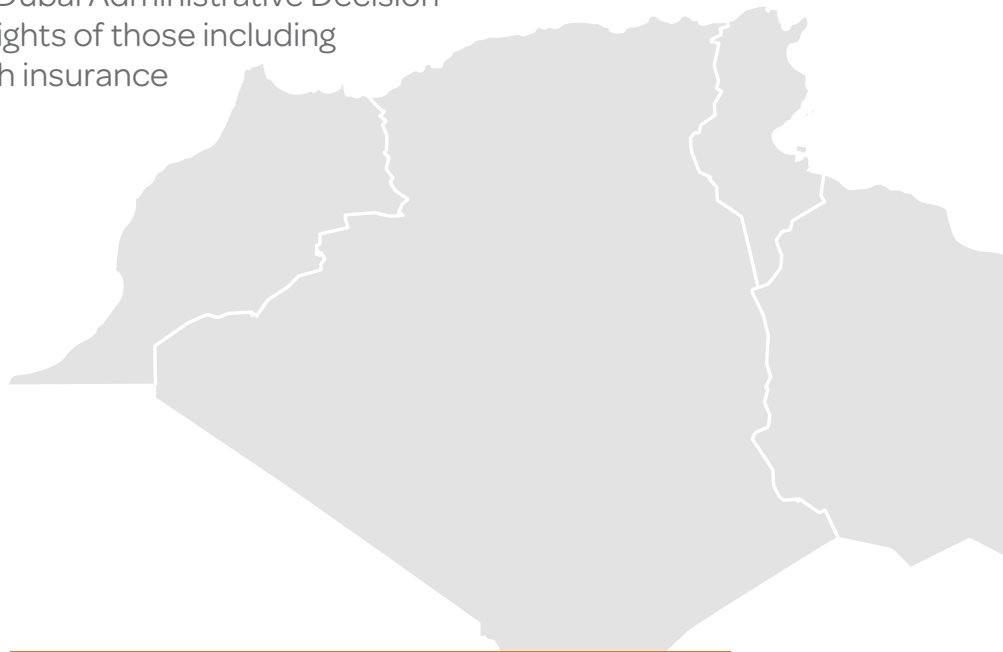 Dubai Administrative Decision
ights of those including
h insurance